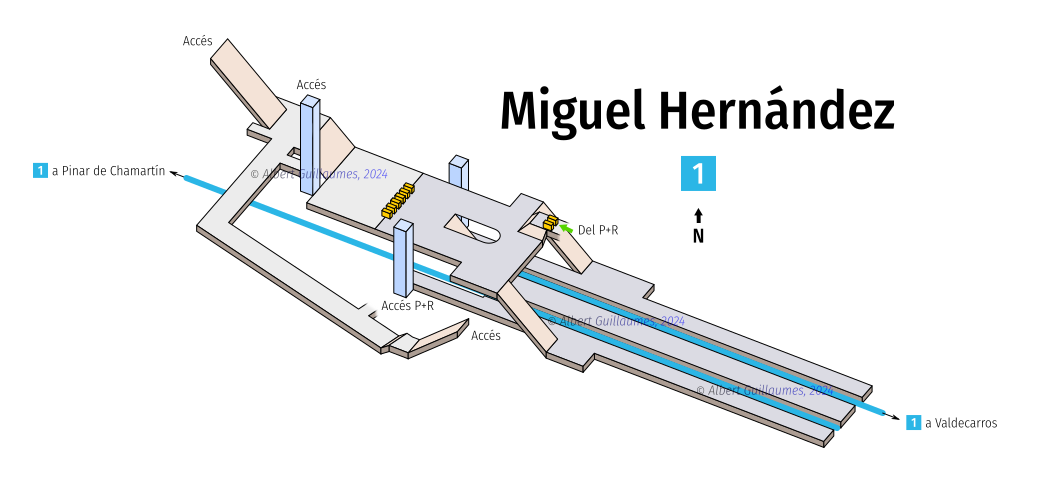 Accés
Accés
Miguel Hernández
1 a Pinar de Chamartín
© Albert Guillaumes, 2024
1
N
Del P+R
Accés P+R
© Albert Guillaumes, 2024
Accés
© Albert Guillaumes, 2024
1 a Valdecarros